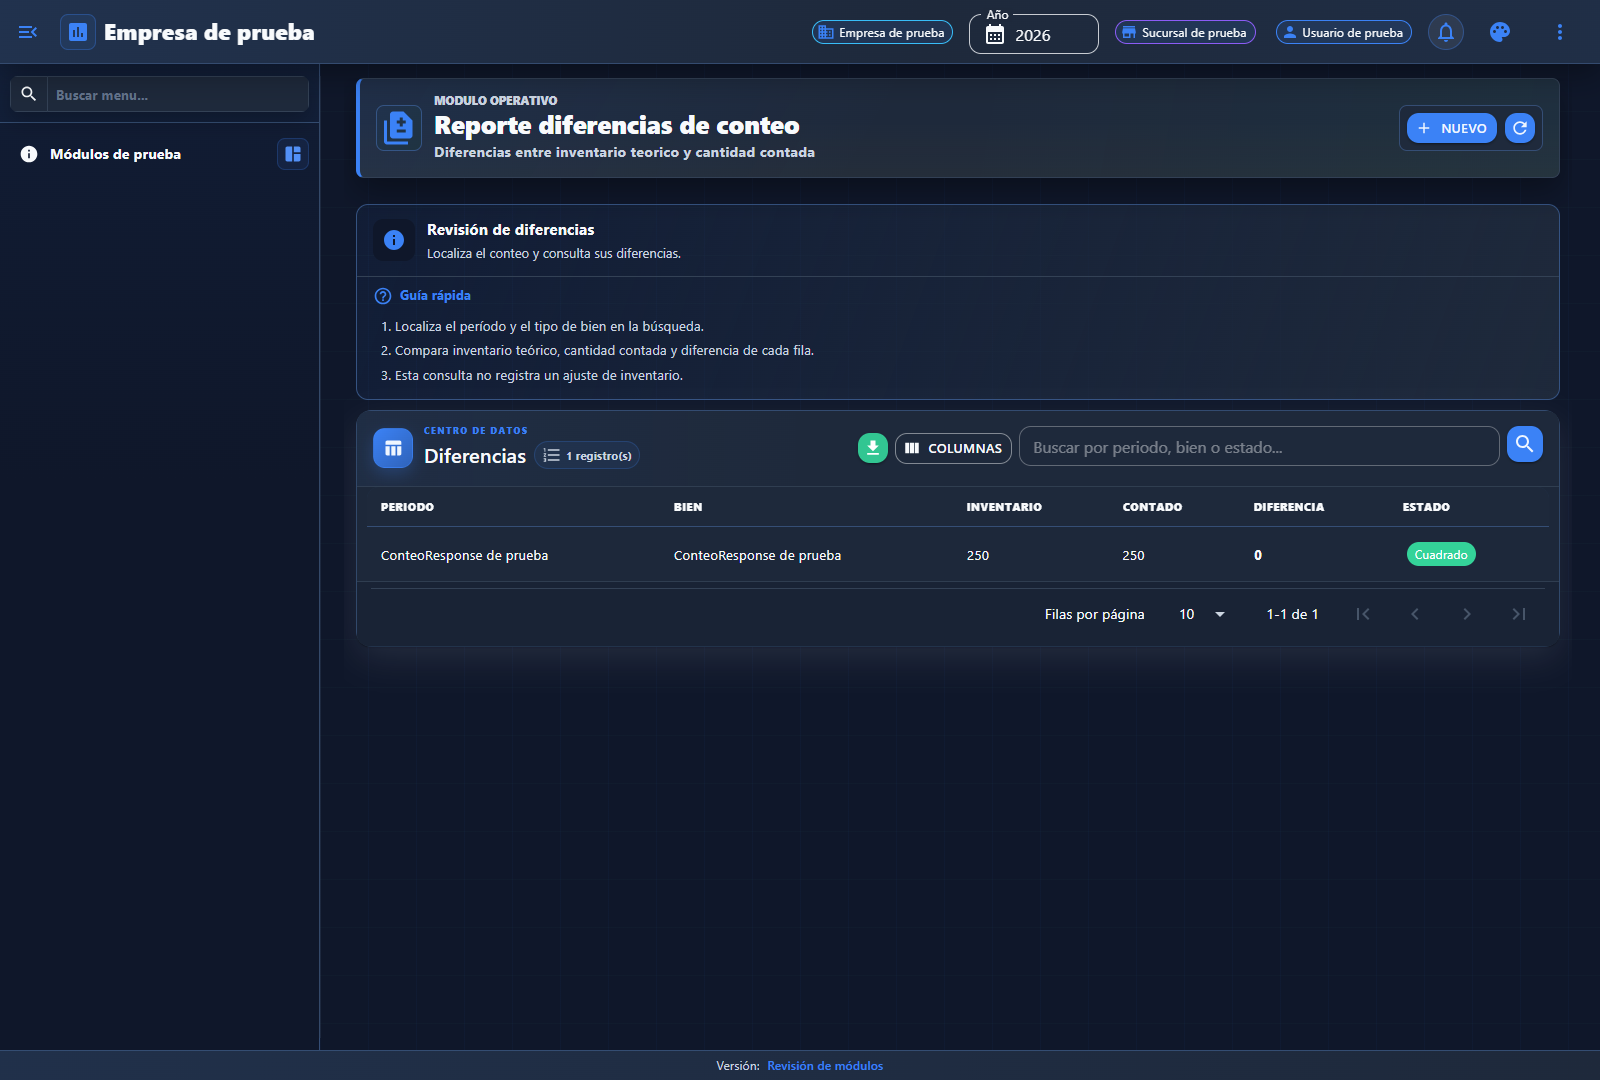 Empresa de prueba
Empresa de prueba
Año
2026
Sucursal de prueba
Usuario de prueba
Buscar menu...
Módulos de prueba
MODULO OPERATIVO
Reporte diferencias de conteo
Diferencias entre inventario teorico y cantidad contada
NUEVO
Revisión de diferencias
Localiza el conteo y consulta sus diferencias.
Guía rápida
1. Localiza el período y el tipo de bien en la búsqueda.
2. Compara inventario teórico, cantidad contada y diferencia de cada fila.
3. Esta consulta no registra un ajuste de inventario.
CENTRO DE DATOS
Diferencias
1 registro(s)
COLUMNAS
Buscar por periodo, bien o estado...
PERIODO BIEN INVENTARIO CONTADO DIFERENCIA ESTADO
ConteoResponse de prueba ConteoResponse de prueba 250 250 0 Cuadrado
Filas por página 10 1-1 de 1
Versión: Revisión de módulos